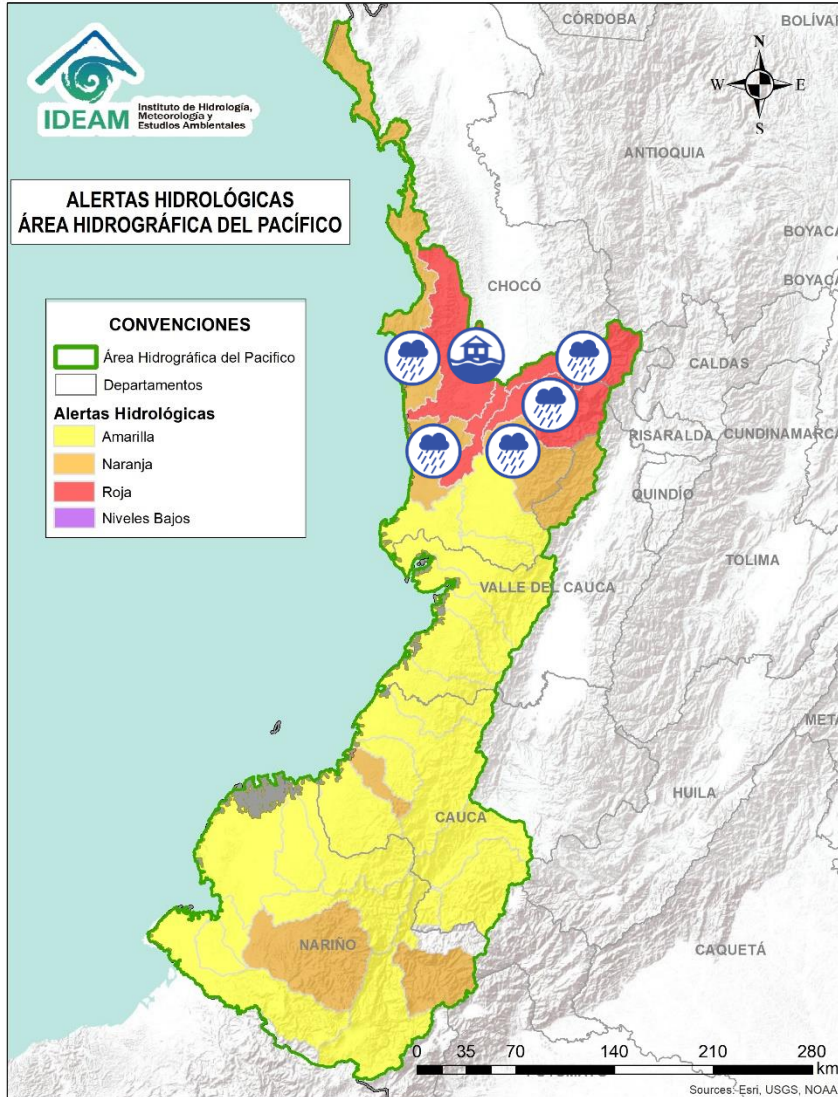 CÓRDOBA
BOLÍVAR
IDEAM
Instituto de Hidrología,
Meteorología y
Estudios Ambientales
N
W
E
S
ANTIOQUIA
ALERTAS HIDROLÓGICAS
ÁREA HIDROGRÁFICA DEL PACÍFICO
BOYACÁ
BOYACÁ
CHOCÓ
CONVENCIONES
Área Hidrográfica del Pacifico
Departamentos
Alertas Hidrológicas
Amarilla
Naranja
Roja
Niveles Bajos
CALDAS
RISARALDA
CUNDINAMARCA
QUINDÍO
TOLIMA
VALLE DEL CAUCA
META
HUILA
CAUCA
NARIÑO
CAQUETÁ
0 35 70 140 210 280
km
Sources: Esri, USGS, NOAA